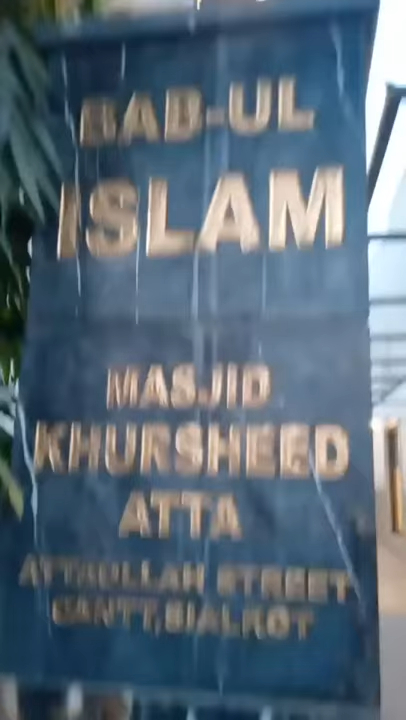 BAB-UL
ISLAM
MASJID
KHURSHEED
ATTA
ATTAULLAH STREET
CANTT, SIALKOT